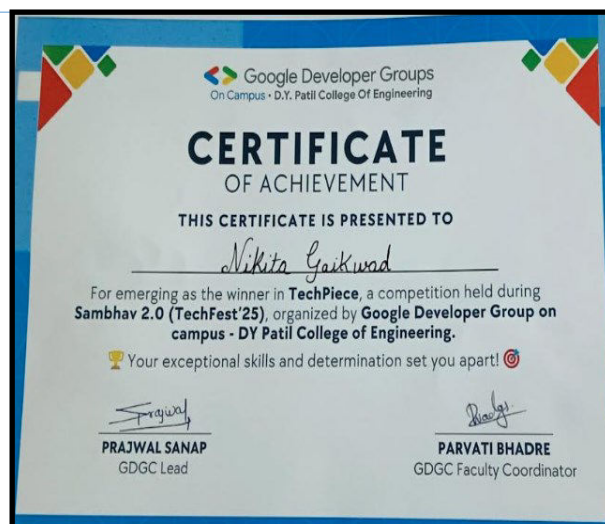 Google Developer Groups
On Campus • D.Y. Patil College Of Engineering
CERTIFICATE
OF ACHIEVEMENT
THIS CERTIFICATE IS PRESENTED TO
Nikita Gaikwad
For emerging as the winner in TechPiece, a competition held during
Sambhav 2.0 (TechFest'25), organized by Google Developer Group on
campus - DY Patil College of Engineering.
🏆 Your exceptional skills and determination set you apart! 🎯
Prajwal
PRAJWAL SANAP
PARVATI BHADRE
GDGC Lead
GDGC Faculty Coordinator